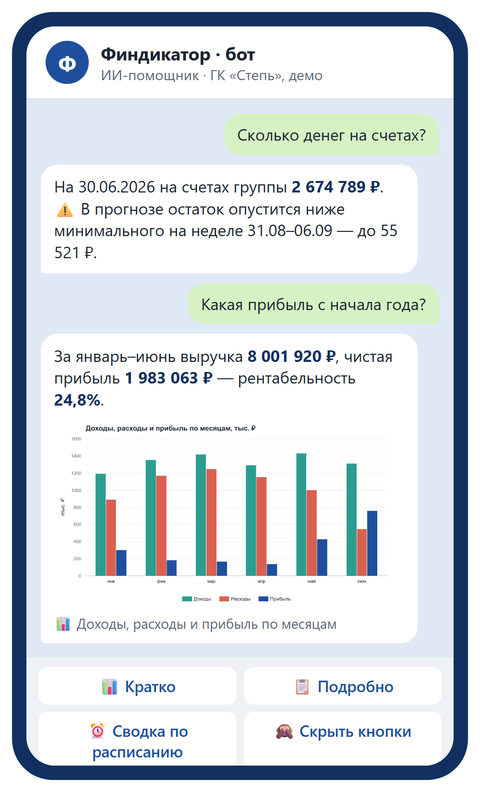 Ф
Финдикатор · бот
ИИ-помощник · ГК «Степь», демо
Сколько денег на счетах?
На 30.06.2026 на счетах группы 2 674 789 ₽.
⚠️ В прогнозе остаток опустится ниже
минимального на неделе 31.08–06.09 — до 55
521 ₽.
Какая прибыль с начала года?
За январь–июнь выручка 8 001 920 ₽, чистая
прибыль 1 983 063 ₽ — рентабельность
24,8%.
Доходы, расходы и прибыль по месяцам, тыс. ₽
тыс. ₽
1600
1400
1200
1000
800
600
400
200
0
янв фев мар апр май июн
Доходы Расходы Прибыль
📊 Доходы, расходы и прибыль по месяцам
📊 Кратко
📋 Подробно
⏰ Сводка по
расписанию
🙈 Скрыть кнопки